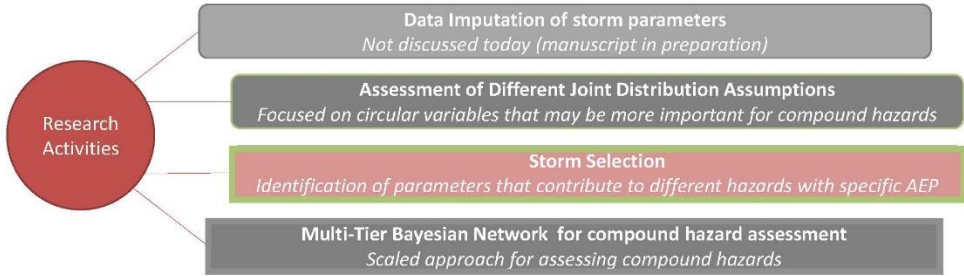 Research
Activities
Data Imputation of storm parameters
Not discussed today (manuscript in preparation)
Assessment of Different Joint Distribution Assumptions
Focused on circular variables that may be more important for compound hazards
Storm Selection
Identification of parameters that contribute to different hazards with specific AEP
Multi-Tier Bayesian Network for compound hazard assessment
Scaled approach for assessing compound hazards